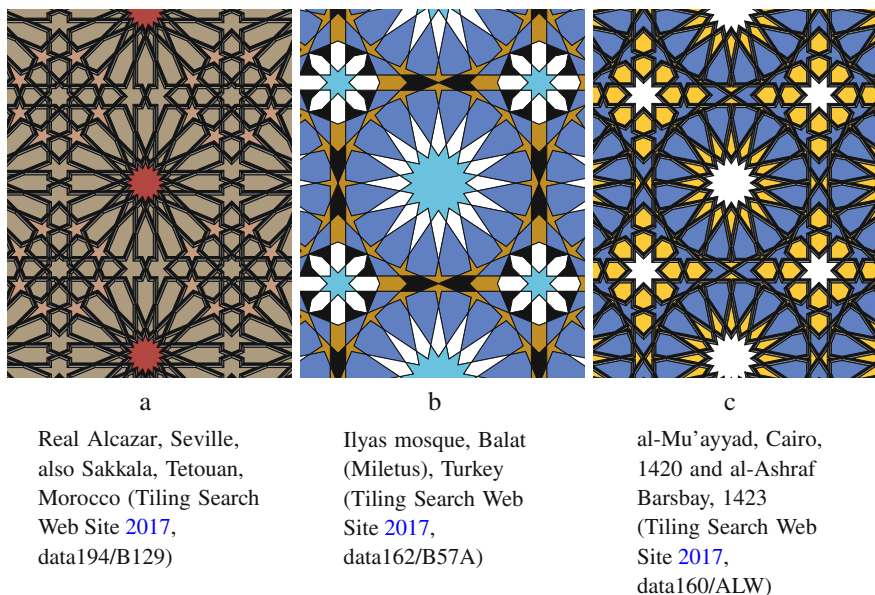 a
Real Alcazar, Seville,
also Sakkala, Tetouan,
Morocco (Tiling Search
Web Site 2017,
data194/B129)
b
Ilyas mosque, Balat
(Miletus), Turkey
(Tiling Search Web
Site 2017,
data162/B57A)
c
al-Mu'ayyad, Cairo,
1420 and al-Ashraf
Barsbay, 1423
(Tiling Search Web
Site 2017,
data160/ALW)